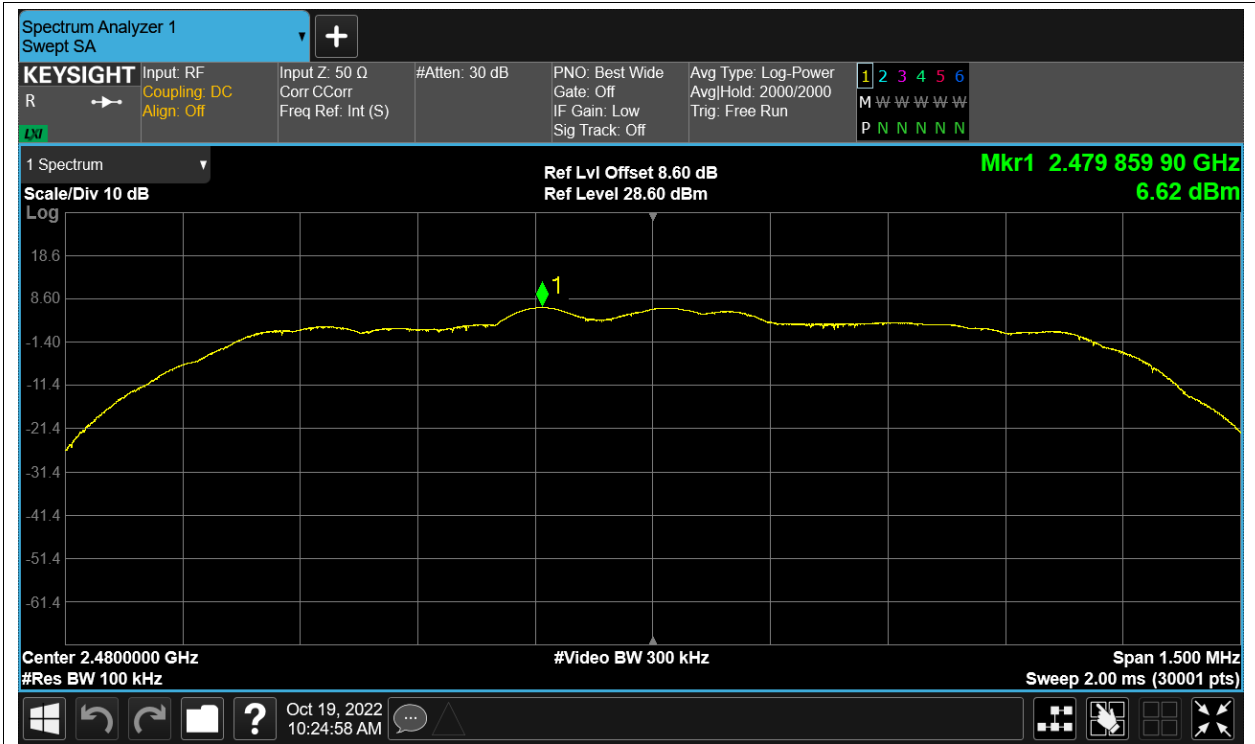 Spectrum Analyzer 1
Swept SA
KEYSIGHT
R
LXI
Input: RF
Coupling: DC
Align: Off
Input Z: 50 Ω
Corr CCorr
Freq Ref: Int (S)
#Atten: 30 dB
PNO: Best Wide
Gate: Off
IF Gain: Low
Sig Track: Off
Avg Type: Log-Power
Avg|Hold: 2000/2000
Trig: Free Run
1 2 3 4 5 6
M W W W W W
P N N N N N
1 Spectrum
Scale/Div 10 dB
Log
Ref Lvl Offset 8.60 dB
Ref Level 28.60 dBm
Mkr1 2.479 859 90 GHz
6.62 dBm
1
18.6
8.60
-1.40
-11.4
-21.4
-31.4
-41.4
-51.4
-61.4
Center 2.4800000 GHz
#Res BW 100 kHz
#Video BW 300 kHz
Span 1.500 MHz
Sweep 2.00 ms (30001 pts)
?
Oct 19, 2022
10:24:58 AM